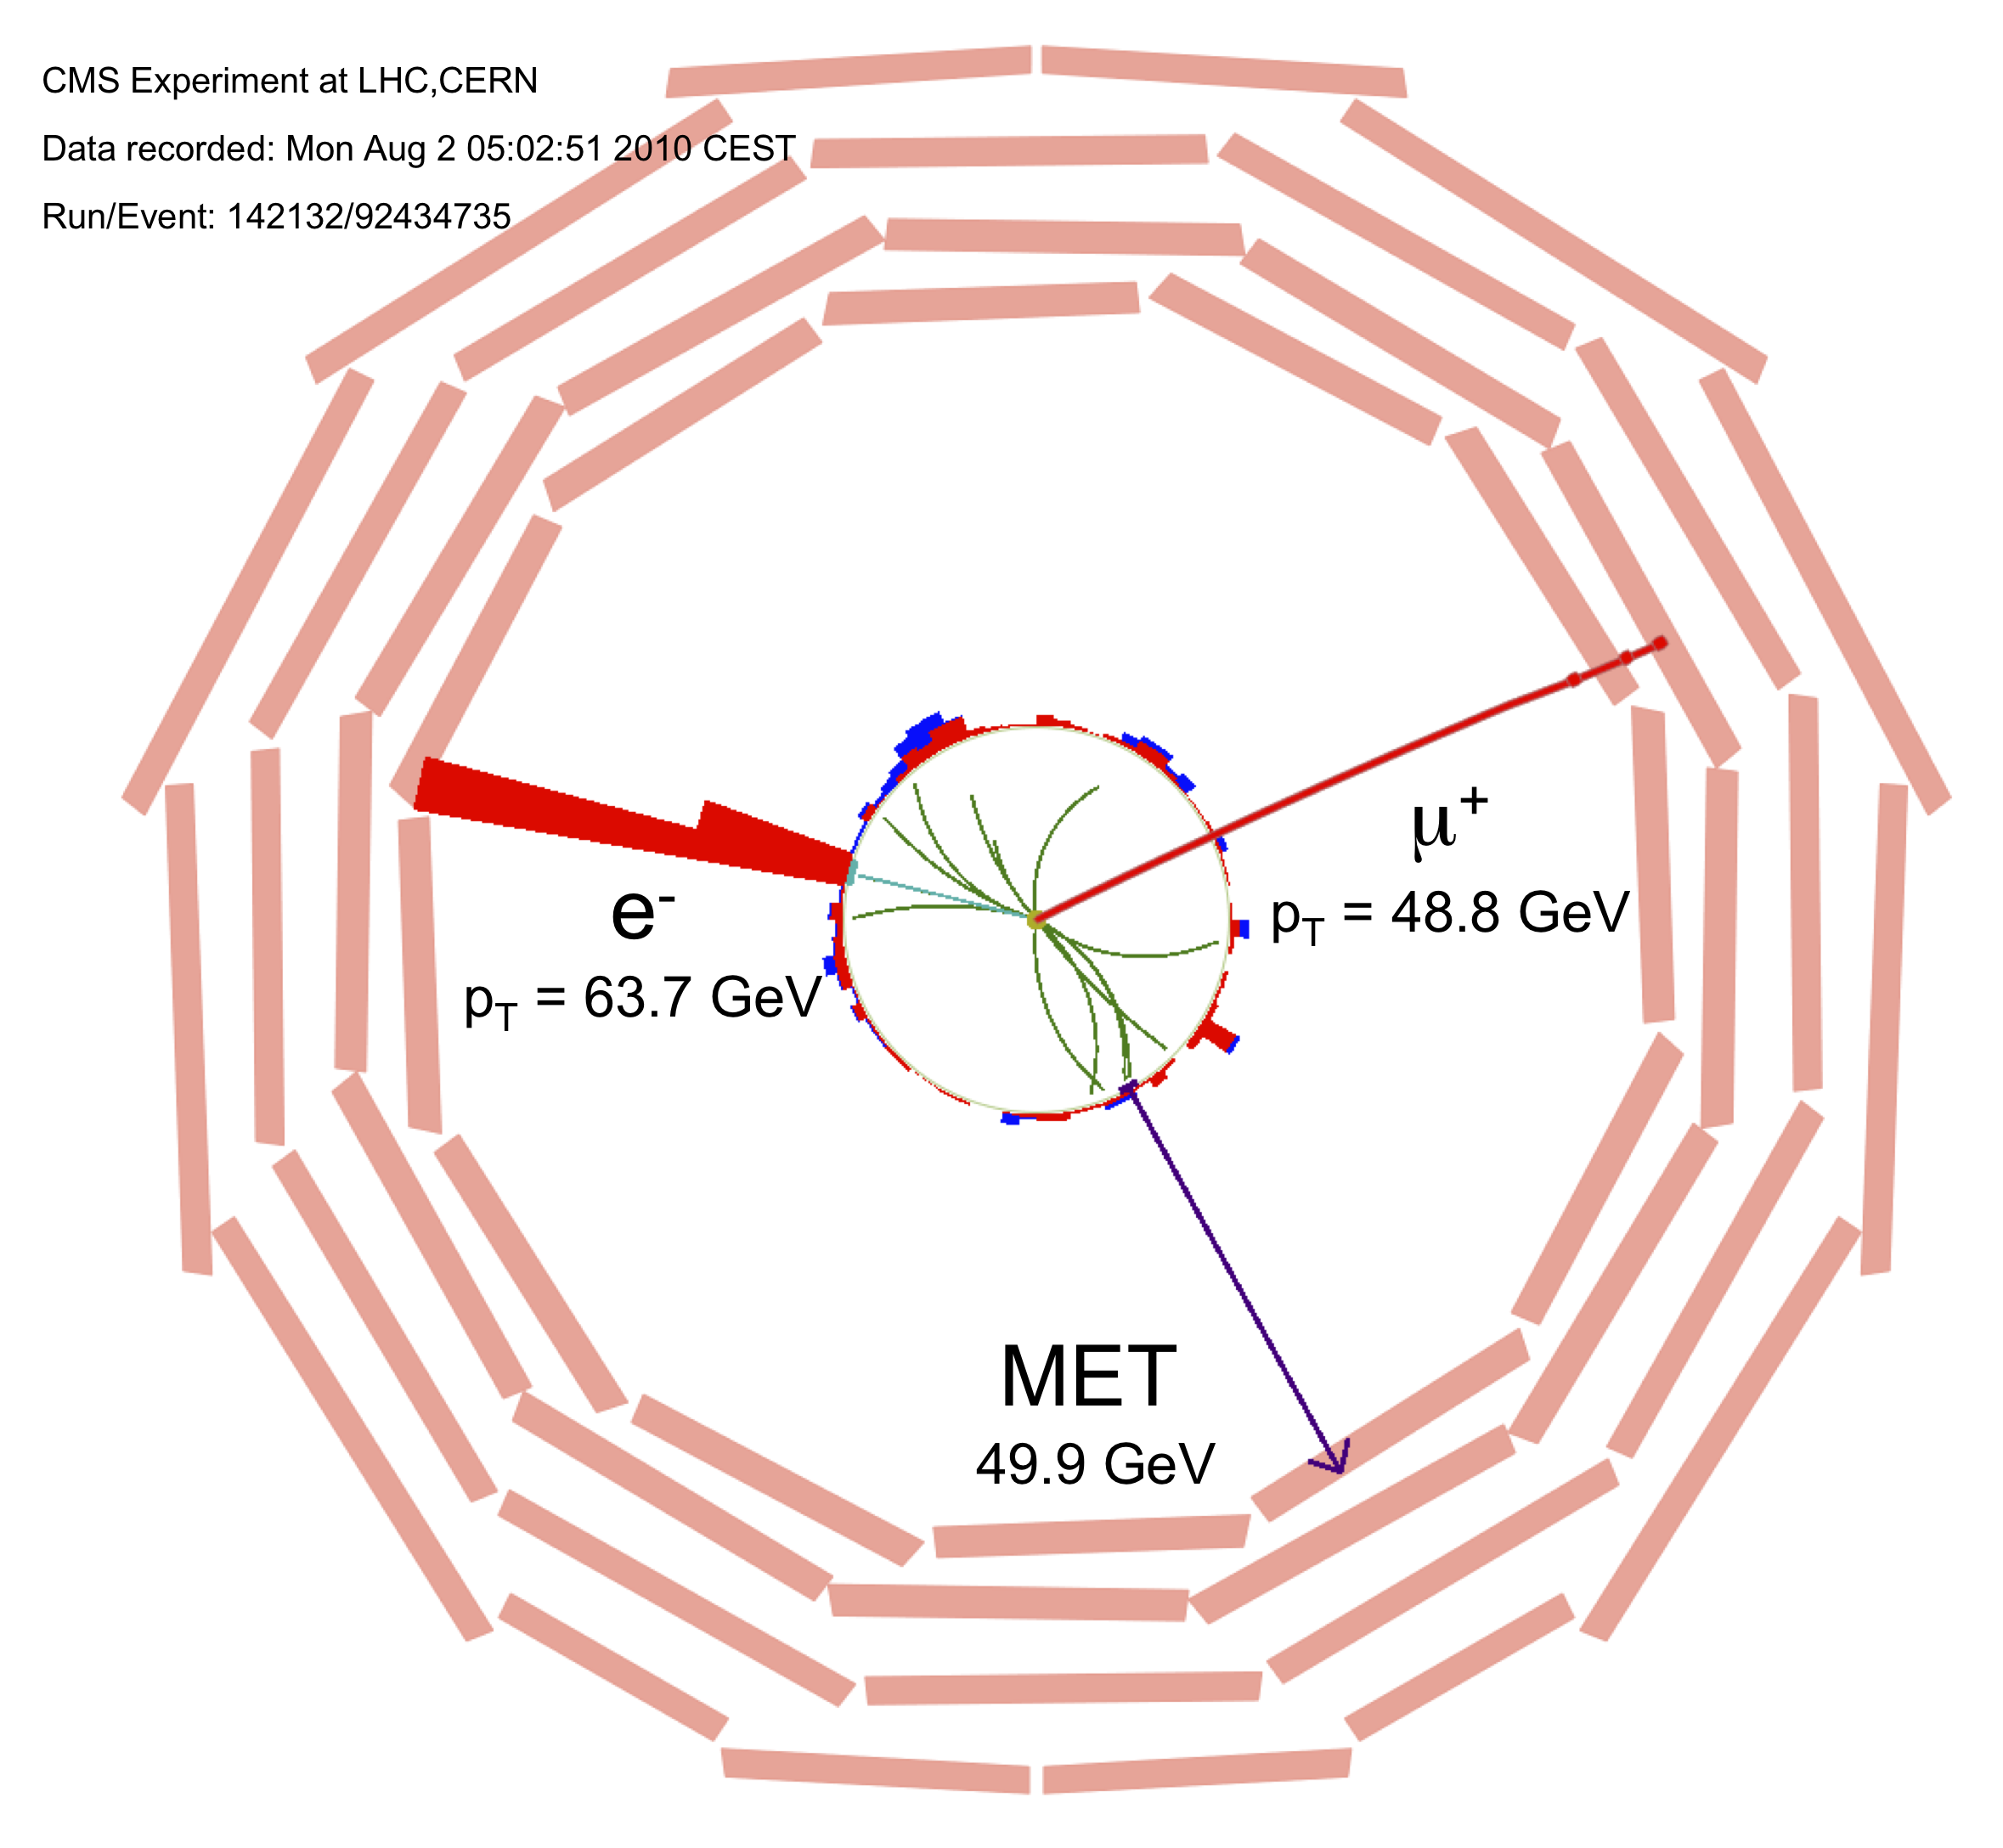 CMS Experiment at LHC,CERN
Data recorded: Mon Aug 2 05:02:51 2010 CEST
Run/Event: 142132/92434735
μ+
pT = 48.8 GeV
e-
pT = 63.7 GeV
MET
49.9 GeV